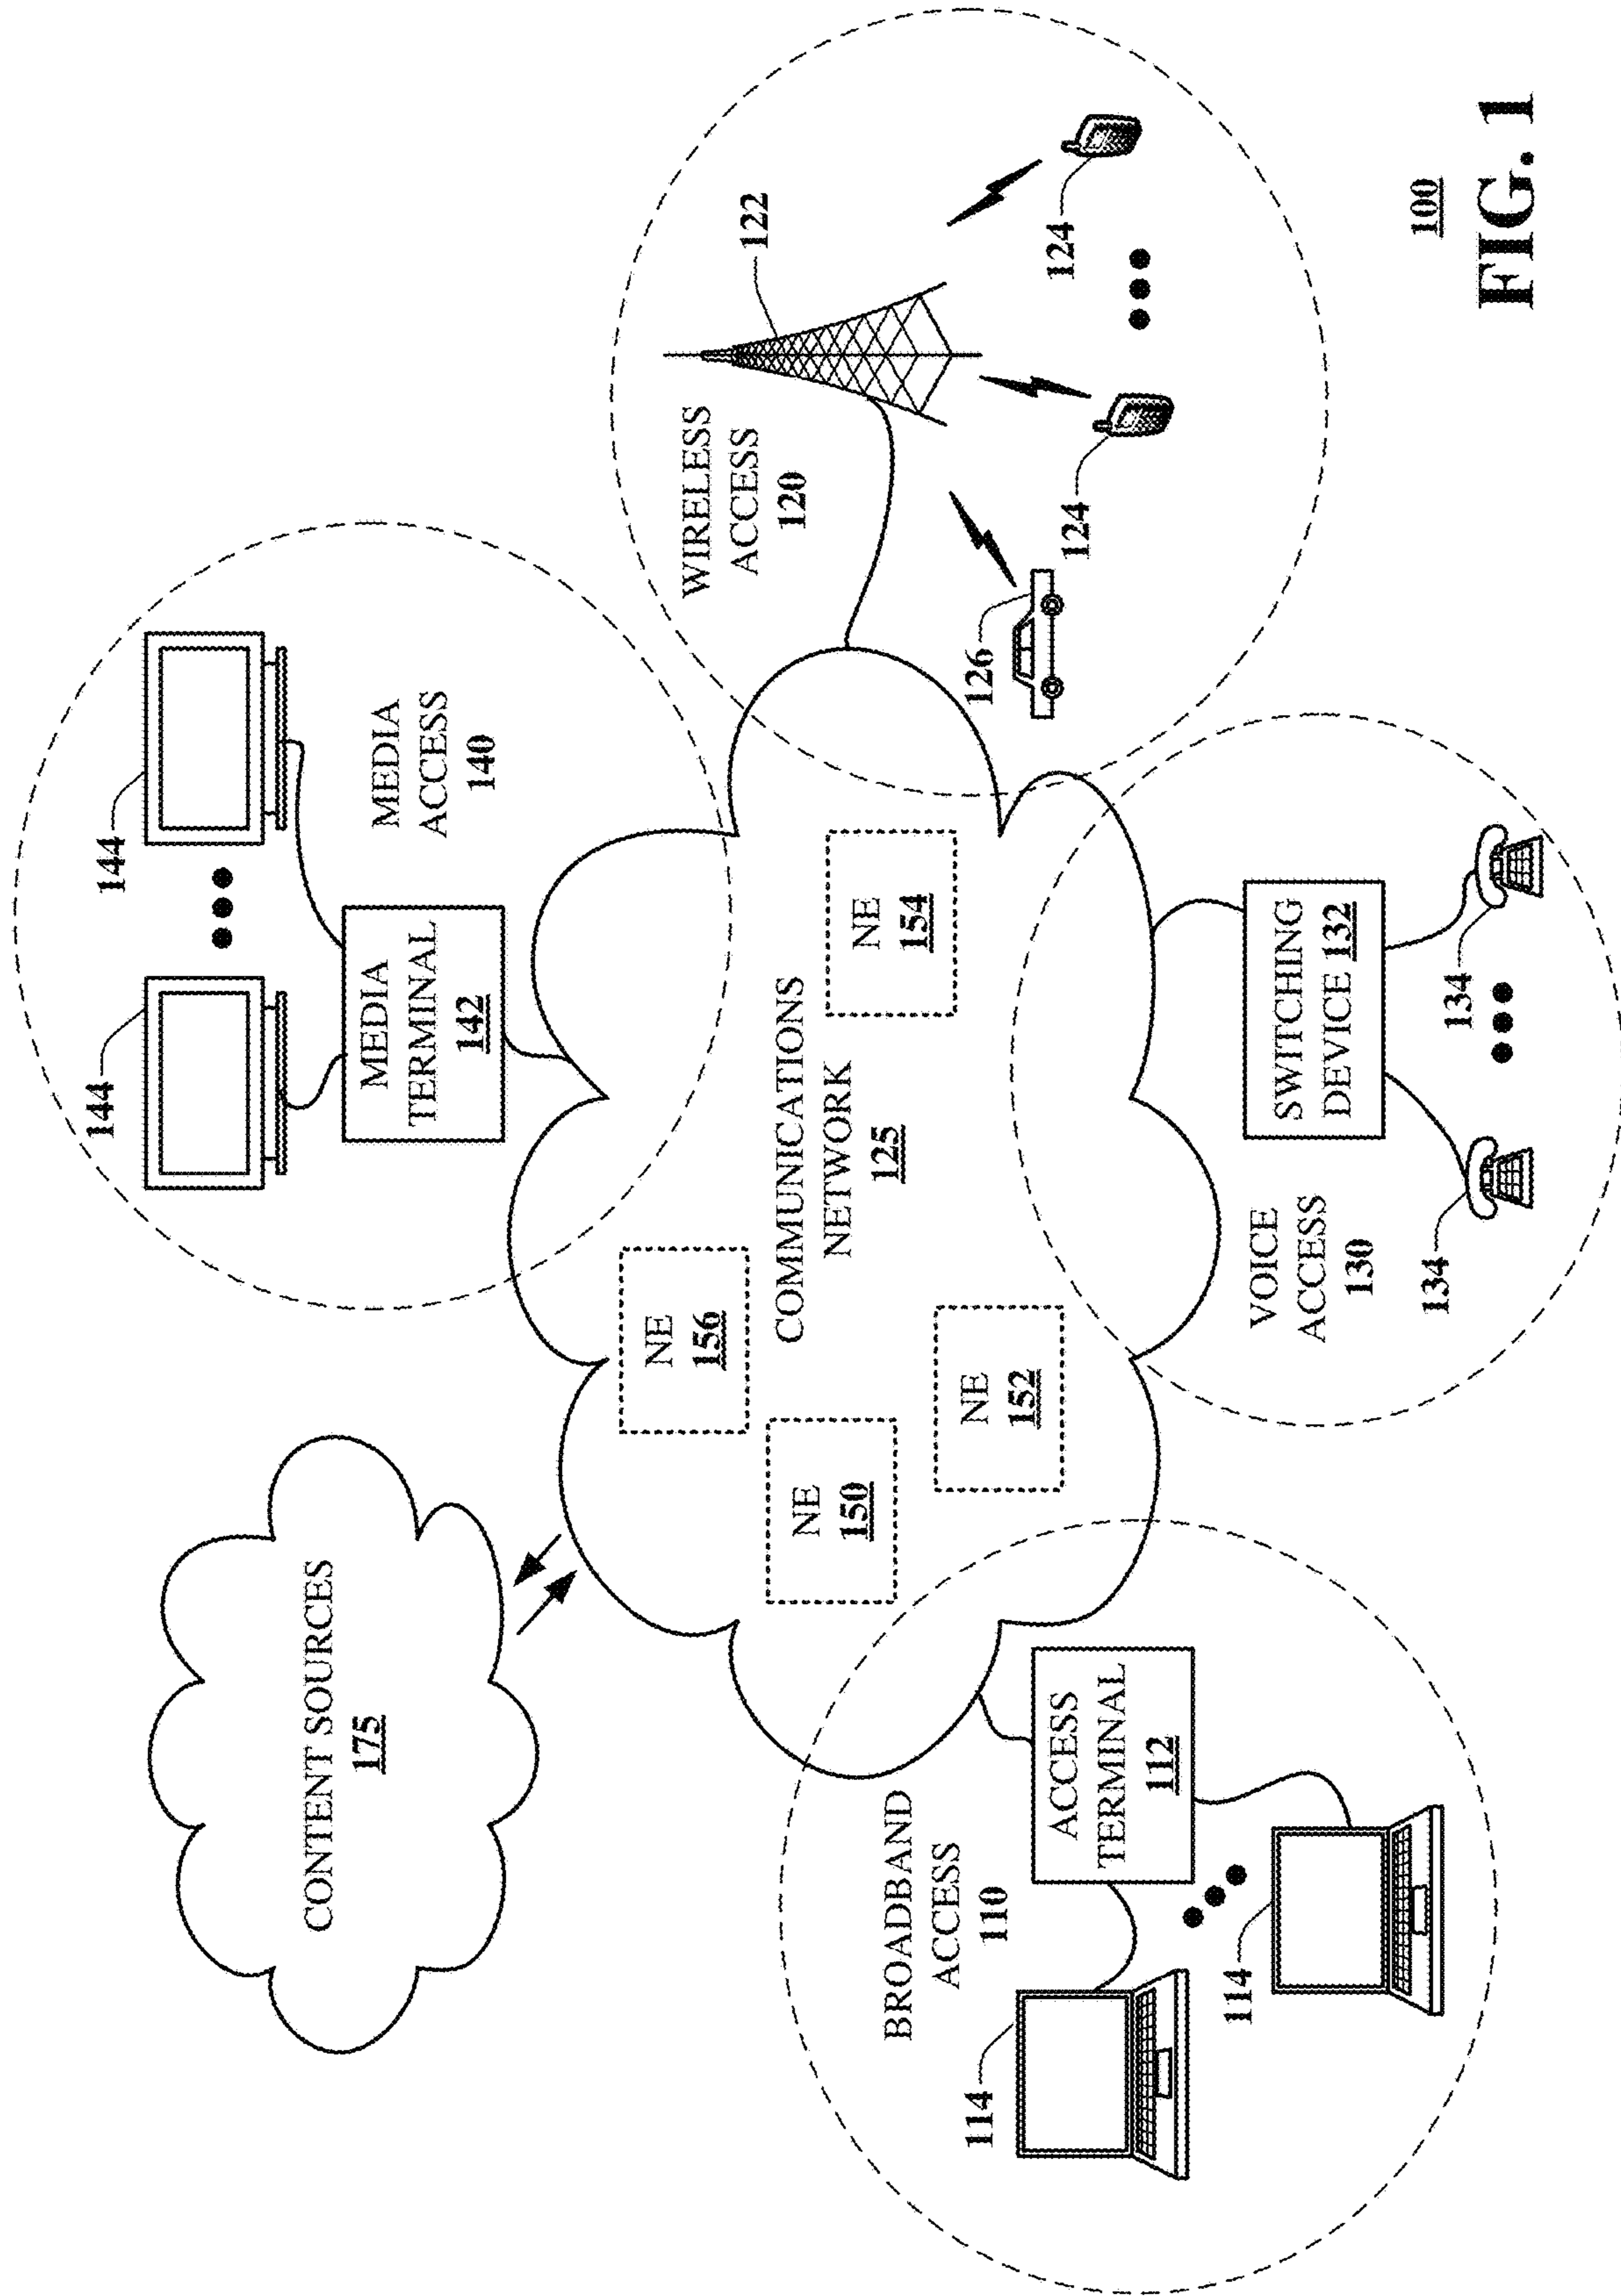 CONTENT SOURCES
175
144
144
MEDIA
TERMINAL
142
MEDIA
ACCESS
140
NE
156
NE
150
NE
152
COMMUNICATIONS
NETWORK
125
NE
154
WIRELESS
ACCESS
120
122
124
124
126
BROADBAND
ACCESS
110
ACCESS
TERMINAL
112
114
114
VOICE
ACCESS
130
SWITCHING
DEVICE 132
134
134
100
FIG. 1